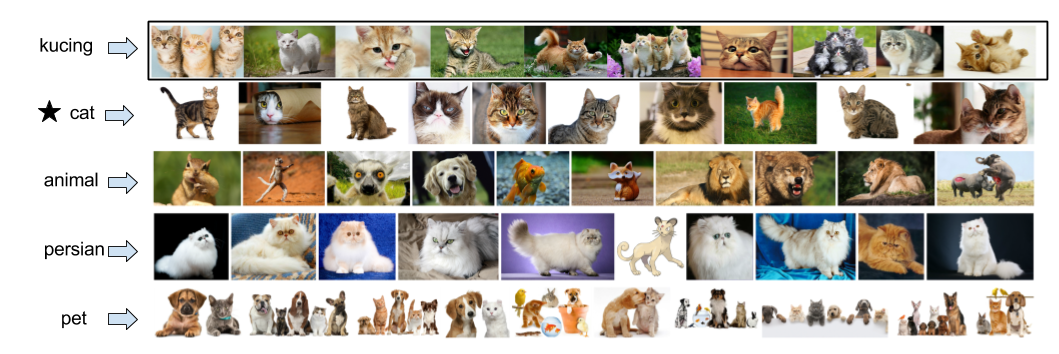 kucing
cat
animal
persian
pet